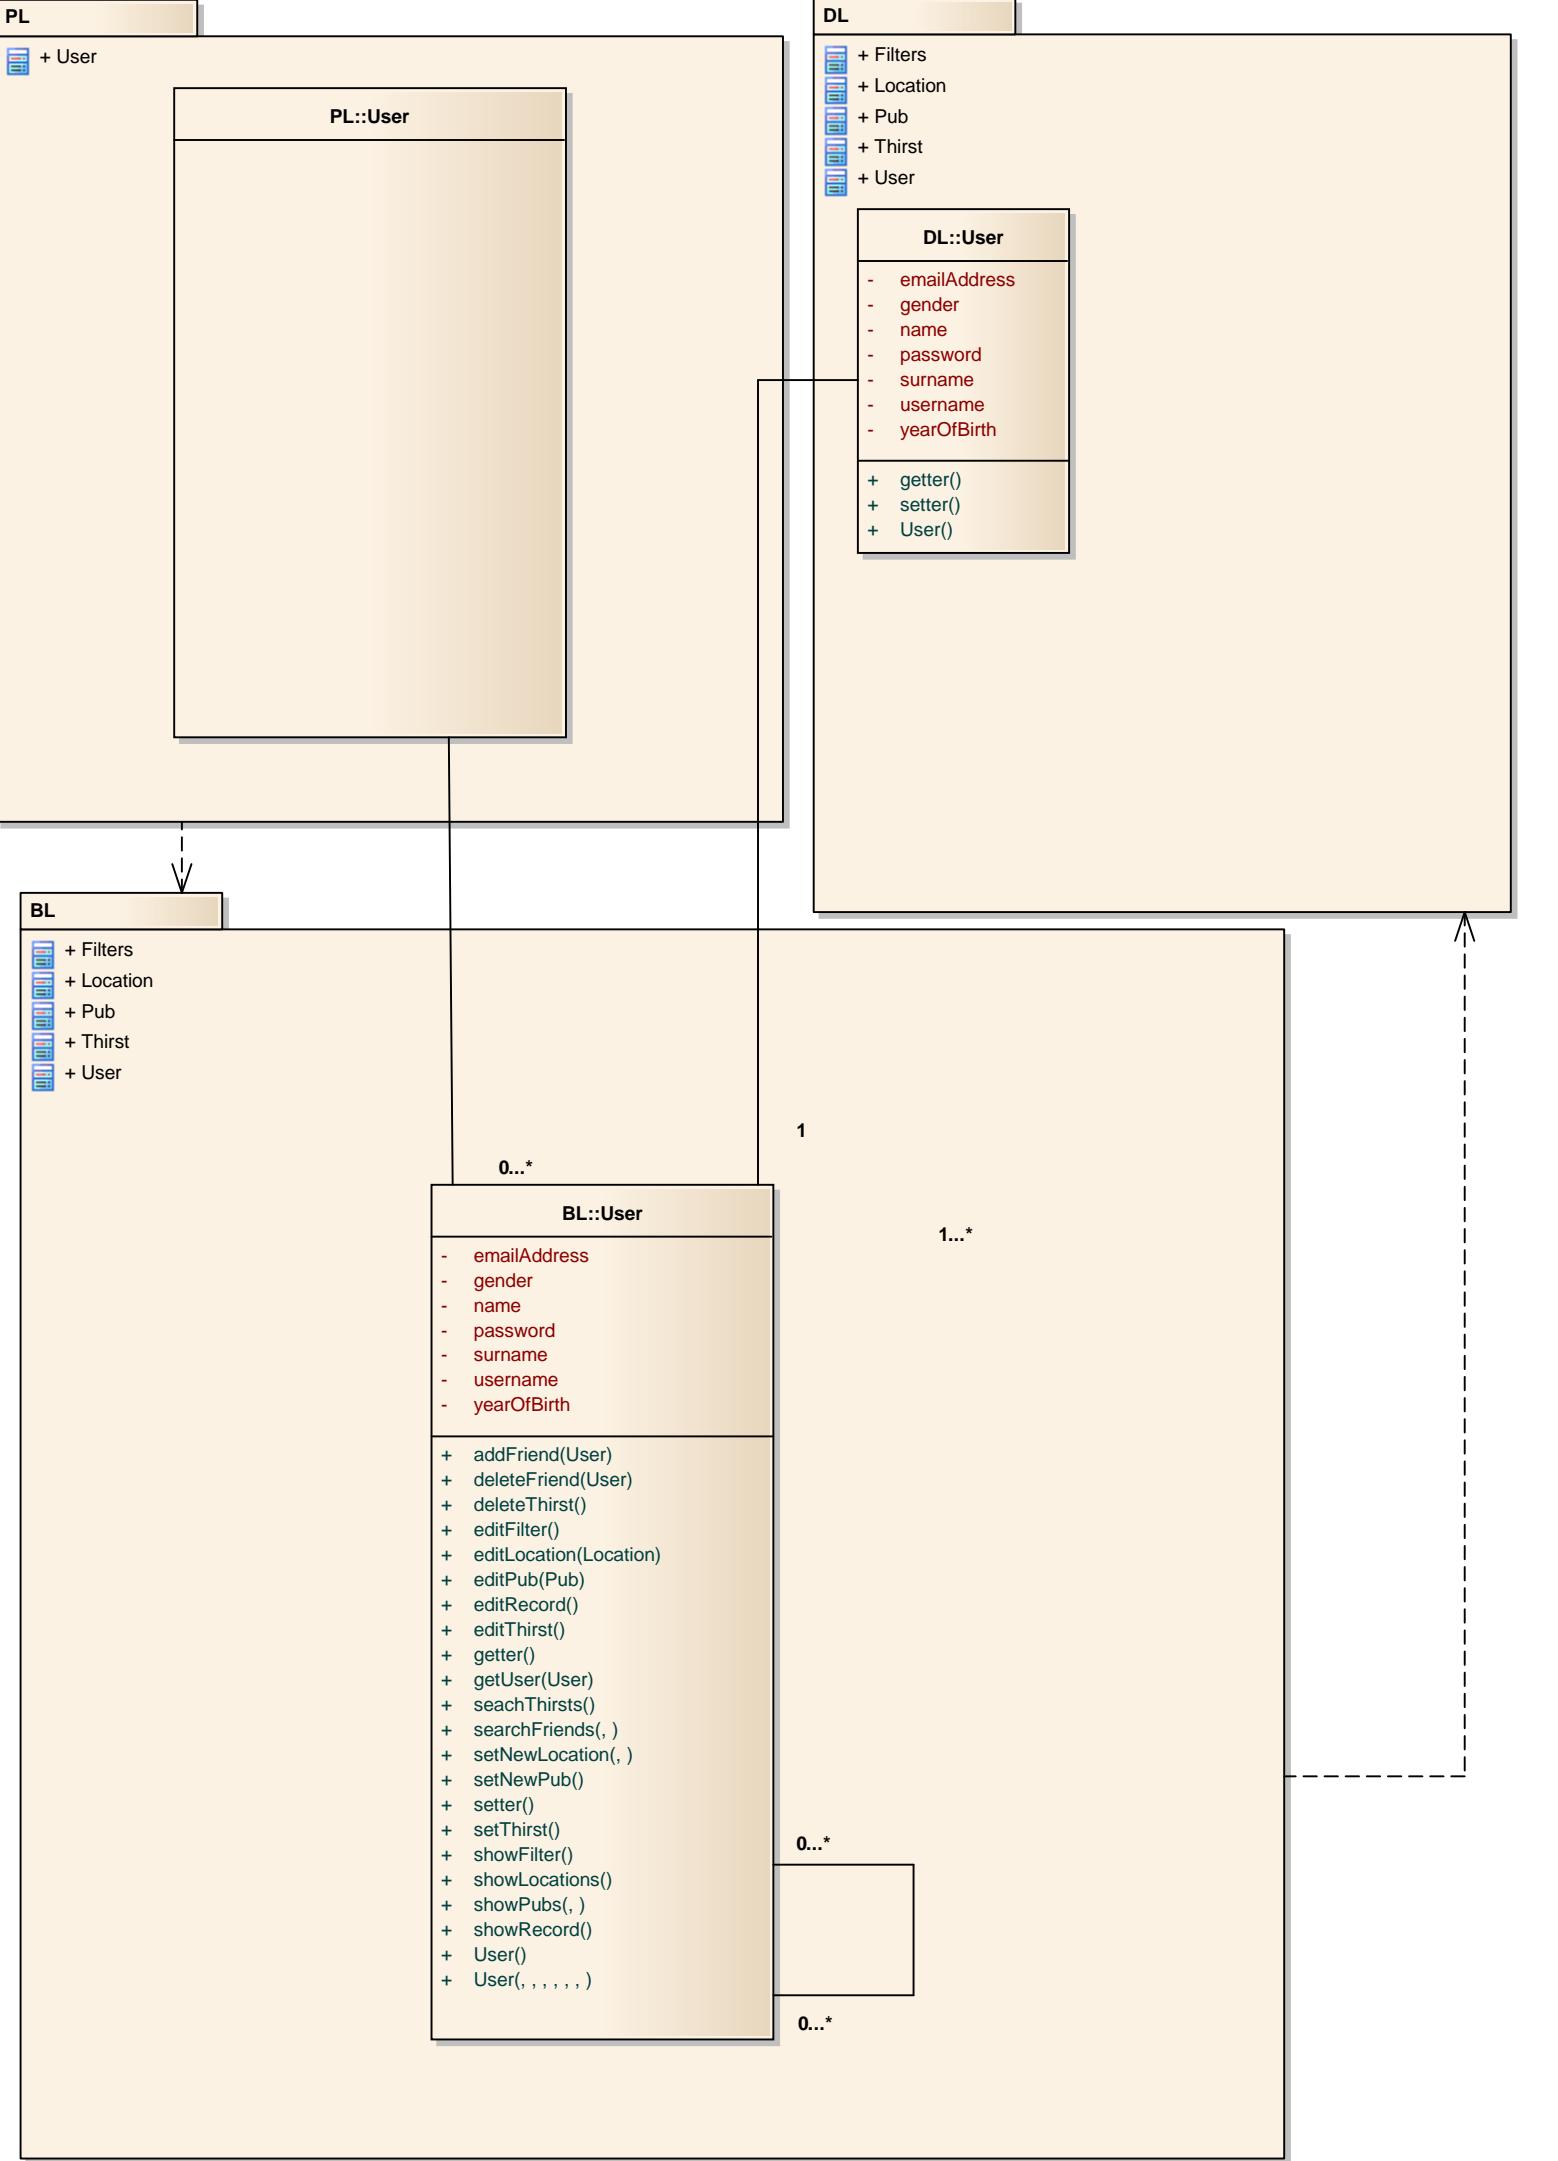 PL
+ User
PL::User
DL
+ Filters
+ Location
+ Pub
+ Thirst
+ User
DL::User
- emailAddress
- gender
- name
- password
- surname
- username
- yearOfBirth
+ getter()
+ setter()
+ User()
BL
+ Filters
+ Location
+ Pub
+ Thirst
+ User
1
0...*
1...*
BL::User
- emailAddress
- gender
- name
- password
- surname
- username
- yearOfBirth
+ addFriend(User)
+ deleteFriend(User)
+ deleteThirst()
+ editFilter()
+ editLocation(Location)
+ editPub(Pub)
+ editRecord()
+ editThirst()
+ getter()
+ getUser(User)
+ seachThirsts()
+ searchFriends(, )
+ setNewLocation(, )
+ setNewPub()
+ setter()
+ setThirst()
+ showFilter()
+ showLocations()
+ showPubs(, )
+ showRecord()
+ User()
+ User(, , , , , , )
0...*
0...*